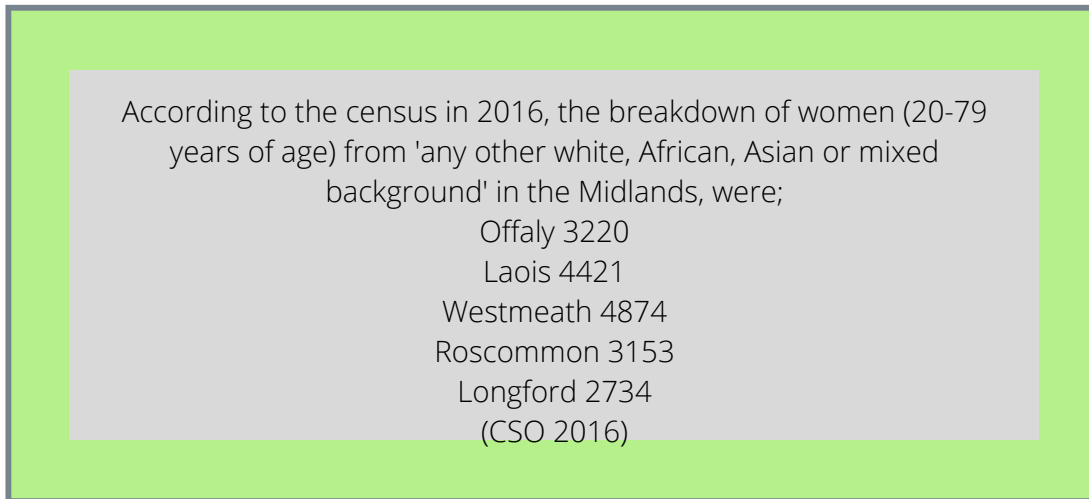 According to the census in 2016, the breakdown of women (20-79
years of age) from 'any other white, African, Asian or mixed
background' in the Midlands, were;
Offaly 3220
Laois 4421
Westmeath 4874
Roscommon 3153
Longford 2734
(CSO 2016)